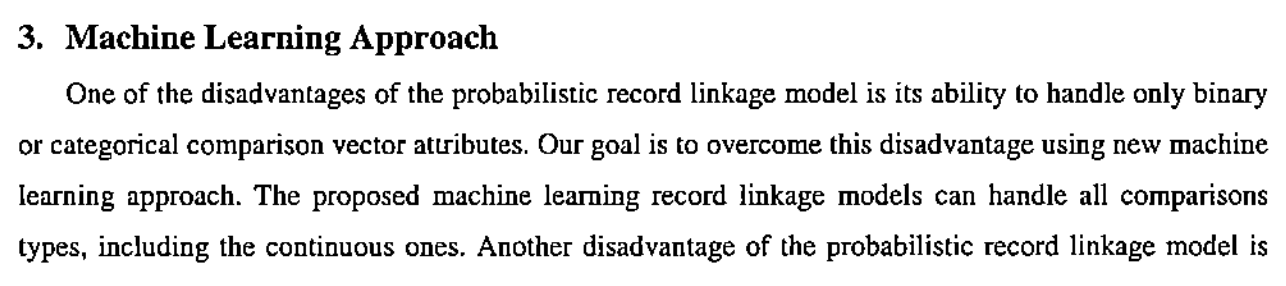 3. Machine Learning Approach
One of the disadvantages of the probabilistic record linkage model is its ability to handle only binary
or categorical comparison vector attributes. Our goal is to overcome this disadvantage using new machine
learning approach. The proposed machine learning record linkage models can handle all comparisons
types, including the continuous ones. Another disadvantage of the probabilistic record linkage model is